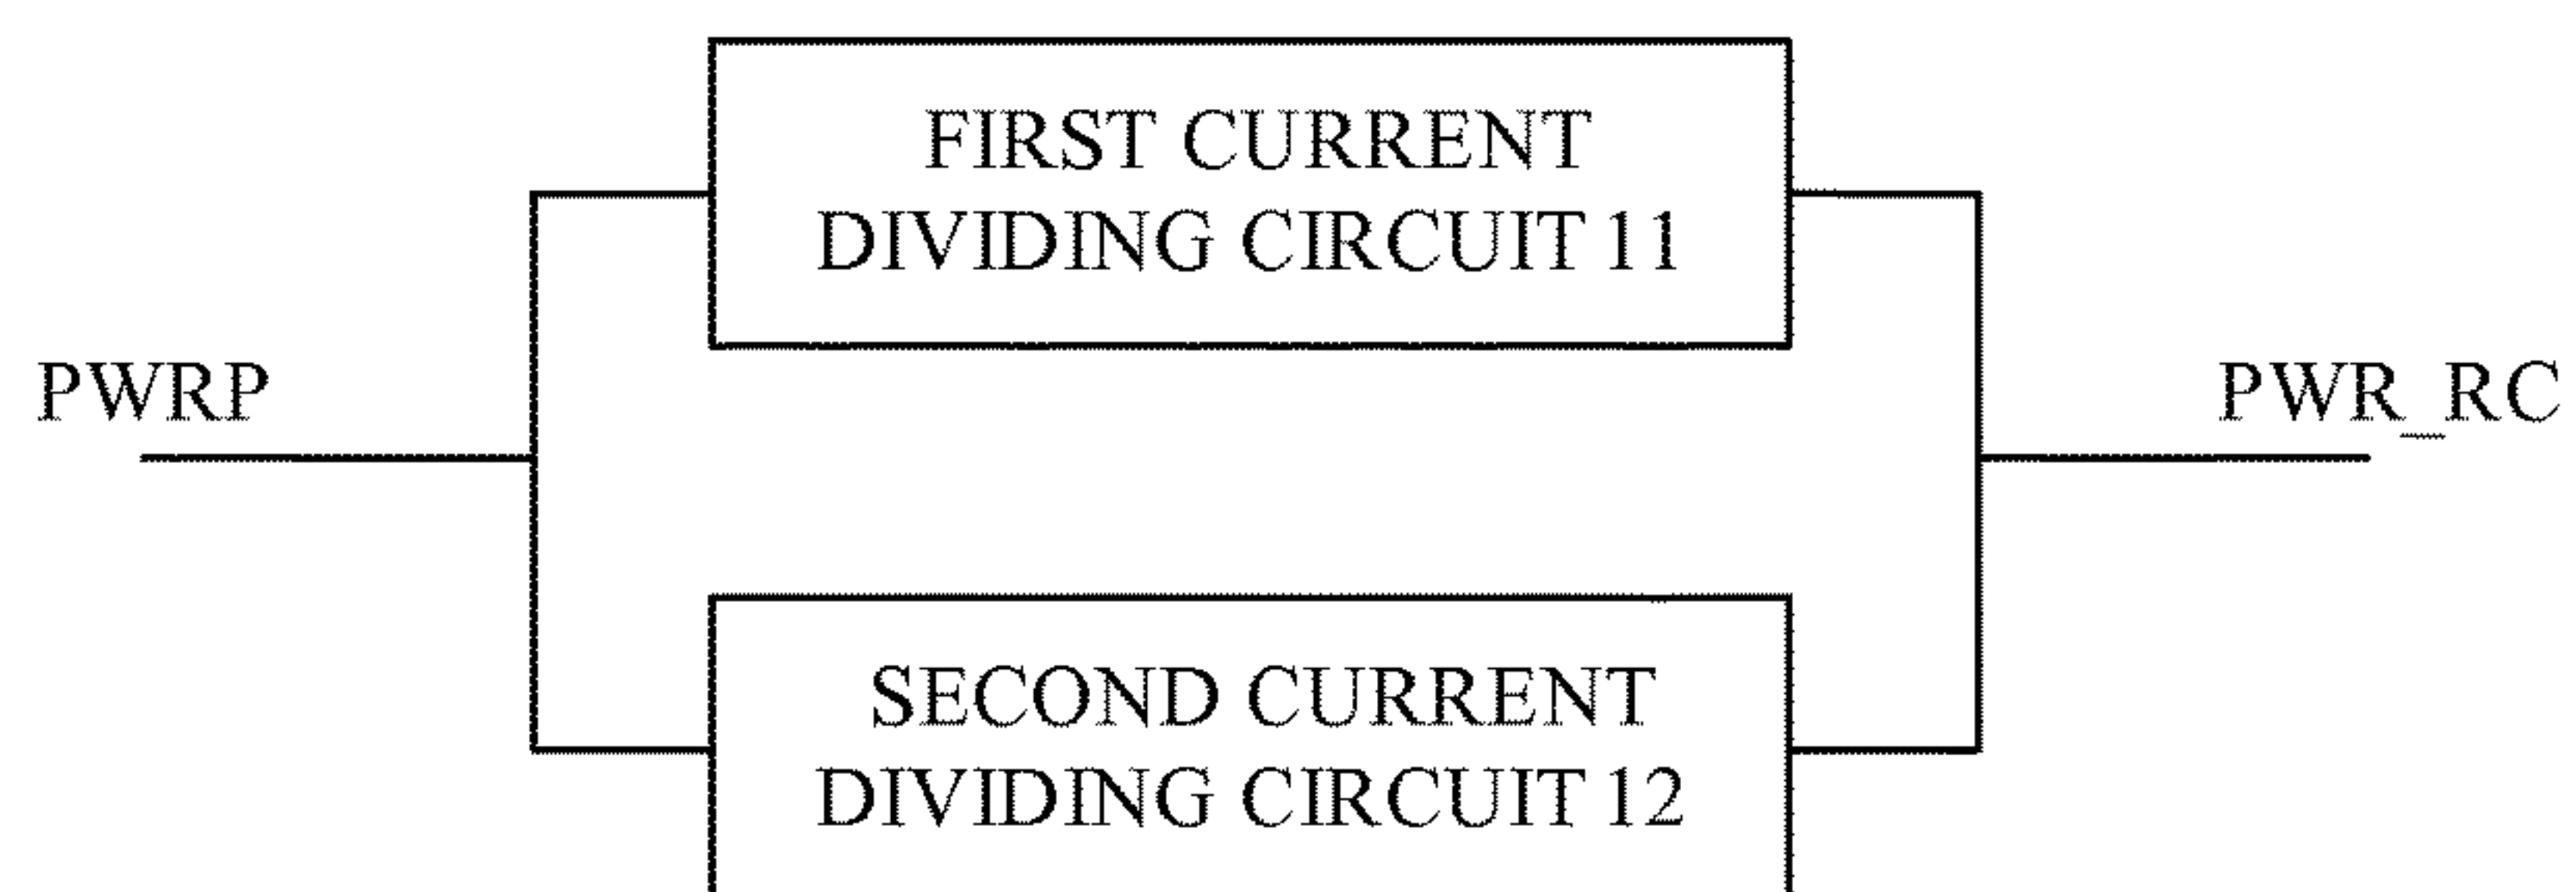 FIRST CURRENT
DIVIDING CIRCUIT 11
PWRP
PWR_RC
SECOND CURRENT
DIVIDING CIRCUIT 12